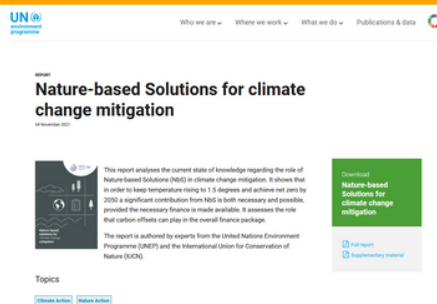 UN
environment
programme
Who we are
Where we work
What we do
Publications & data
REPORT
Nature-based Solutions for climate
change mitigation
04 November 2021
This report analyses the current state of knowledge regarding the role of
Nature-based Solutions (NbS) in climate change mitigation. It shows that
in order to keep temperature rising to 1.5 degrees and achieve net zero by
2050 a significant contribution from NbS is both necessary and possible,
provided the necessary finance is made available. It assesses the role
that carbon offsets can play in the overall finance package.
The report is authored by experts from the United Nations Environment
Programme (UNEP) and the International Union for Conservation of
Nature (IUCN).
Download
Nature-based
Solutions for
climate change
mitigation
Full report
Supplementary material
Topics
Climate Action
Nature Action